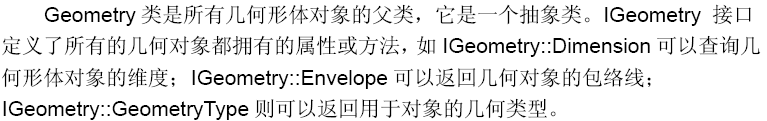 Geometry 类是所有几何形体对象的父类，它是一个抽象类。IGeometry 接口
定义了所有的几何对象都拥有的属性或方法，如 IGeometry::Dimension 可以查询几
何形体对象的维度；IGeometry::Envelope 可以返回几何对象的包络线；
IGeometry::GeometryType 则可以返回用于对象的几何类型。